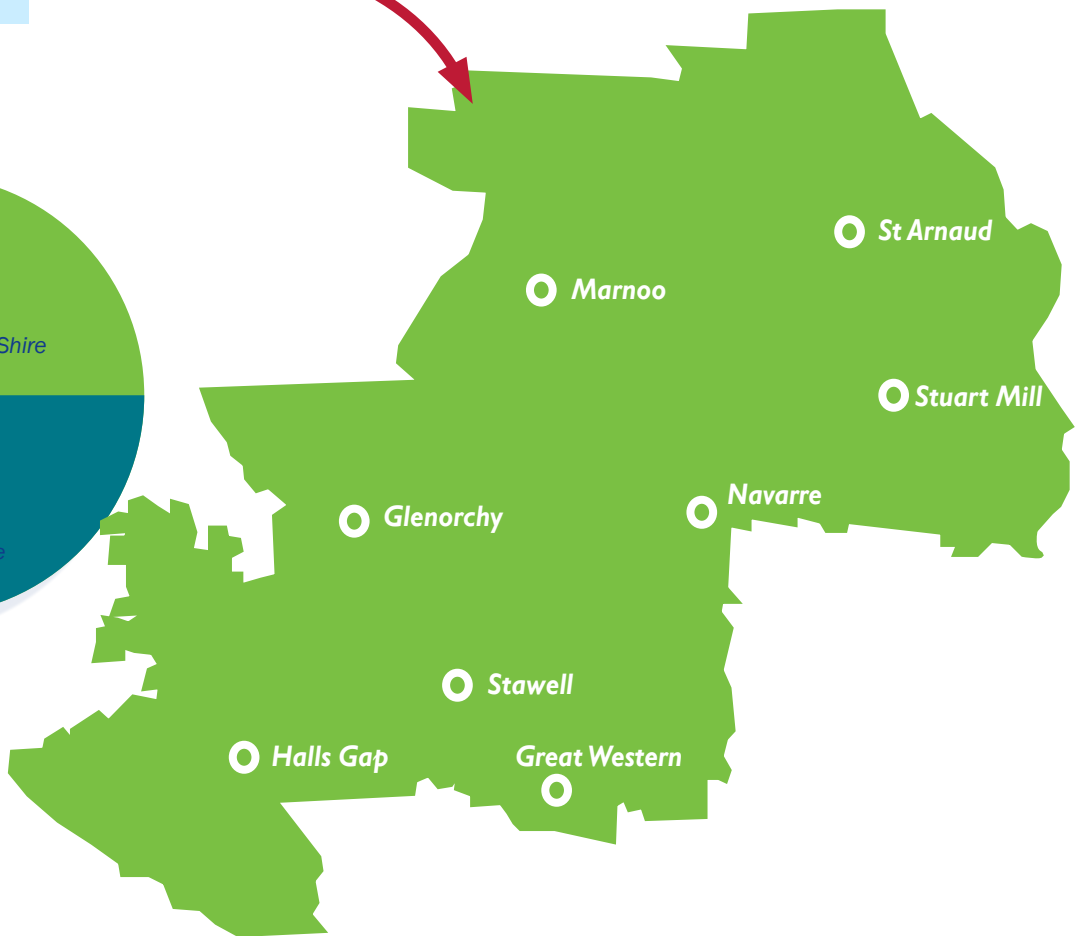 St Arnaud
Marnoo
Shire
Stuart Mill
Navarre
Glenorchy
e
Stawell
Halls Gap
Great Western